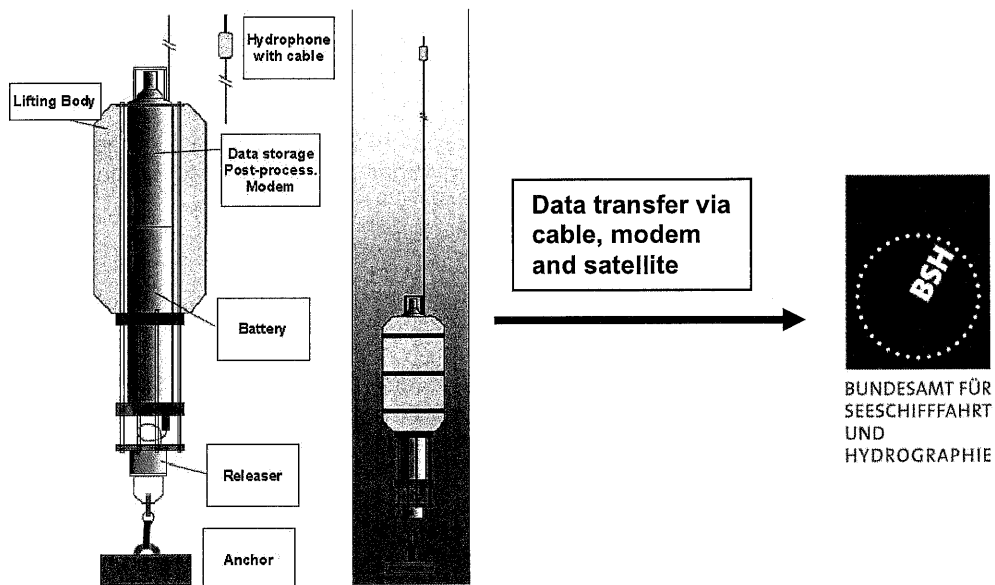 Hydrophone
with cable
Lifting Body
Data storage
Post-process.
Modem
Battery
Releaser
Anchor
Data transfer via
cable, modem
and satellite
BSH
BUNDESAMT FÜR
SEESCHIFFFAHRT
UND
HYDROGRAPHIE